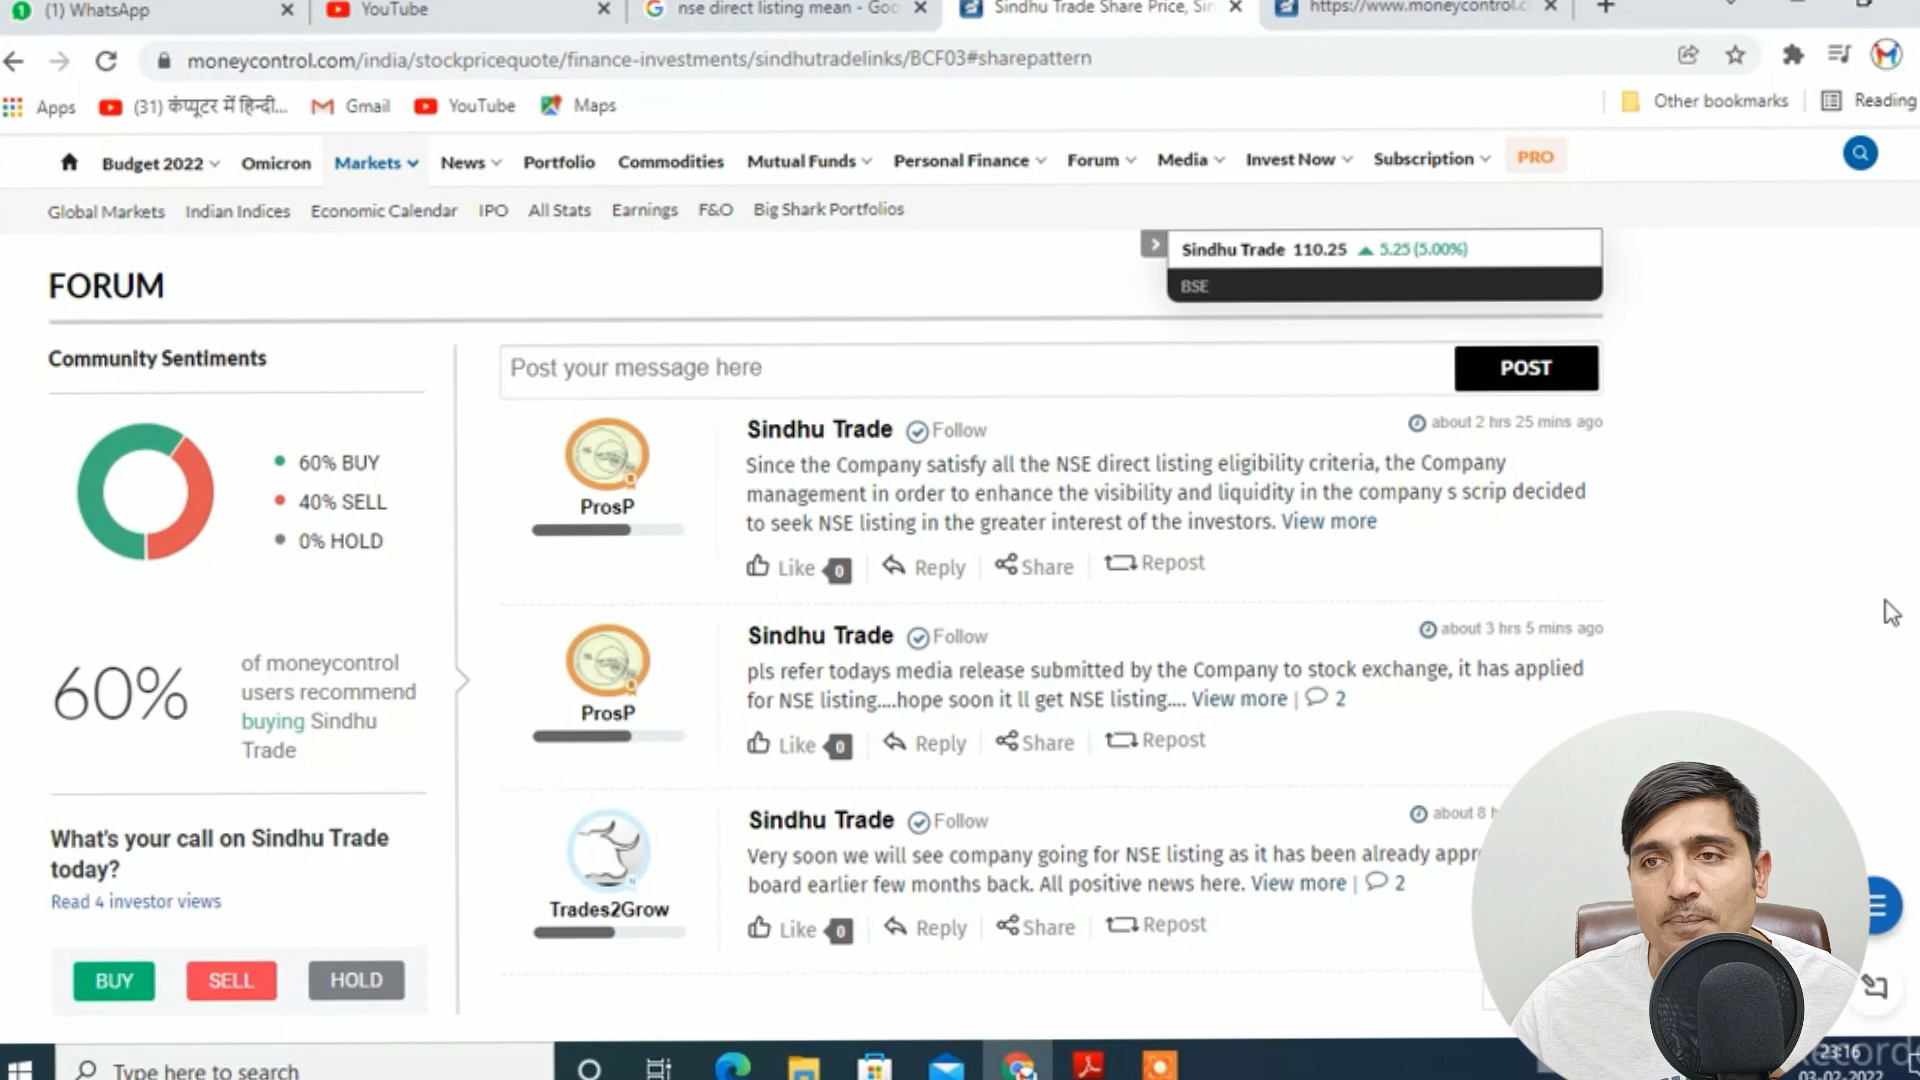 (1) WhatsApp
YouTube
nse direct listing mean - Goo
Sindhu Trade Share Price, Sin
https://www.moneycontrol.c
moneycontrol.com/india/stockpricequote/finance-investments/sindhutradelinks/BCF03#sharepattern
Apps
(31) कंप्यूटर में हिन्दी...
Gmail
YouTube
Maps
Other bookmarks
Reading
Budget 2022
Omicron
Markets
News
Portfolio
Commodities
Mutual Funds
Personal Finance
Forum
Media
Invest Now
Subscription
PRO
Global Markets
Indian Indices
Economic Calendar
IPO
All Stats
Earnings
F&O
Big Shark Portfolios
Sindhu Trade 110.25 ▲ 5.25 (5.00%)
BSE
FORUM
Community Sentiments
60% BUY
40% SELL
0% HOLD
60%
of moneycontrol
users recommend
buying Sindhu
Trade
What's your call on Sindhu Trade
today?
Read 4 investor views
BUY
SELL
HOLD
Post your message here
POST
ProsP
Sindhu Trade Follow
about 2 hrs 25 mins ago
Since the Company satisfy all the NSE direct listing eligibility criteria, the Company
management in order to enhance the visibility and liquidity in the company s scrip decided
to seek NSE listing in the greater interest of the investors. View more
Like 0 Reply Share Repost
ProsP
Sindhu Trade Follow
about 3 hrs 5 mins ago
pls refer todays media release submitted by the Company to stock exchange, it has applied
for NSE listing....hope soon it ll get NSE listing.... View more | 2
Like 0 Reply Share Repost
Trades2Grow
Sindhu Trade Follow
about 8 h
Very soon we will see company going for NSE listing as it has been already appr
board earlier few months back. All positive news here. View more | 2
Like 0 Reply Share Repost
Type here to search
23:16
03-02-2022